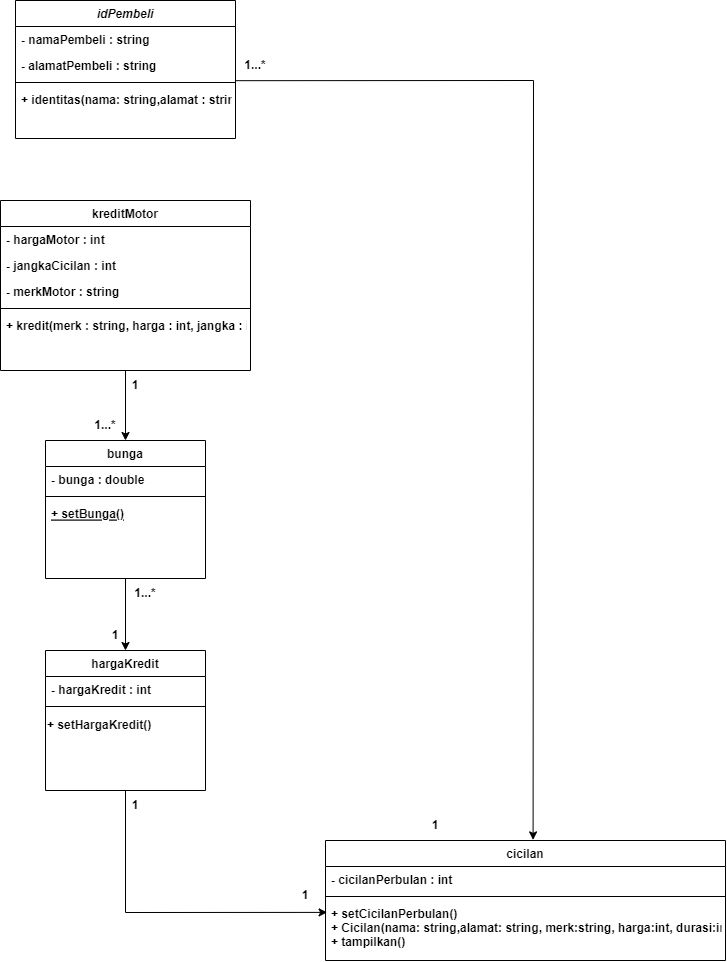 idPembeli
- namaPembeli : string
- alamatPembeli : string
+ identitas(nama: string,alamat : strin
1...*
kreditMotor
- hargaMotor : int
- jangkaCicilan : int
- merkMotor : string
+ kredit(merk : string, harga : int, jangka :
1
1...*
bunga
- bunga : double
+ setBunga()
1...*
1
hargaKredit
- hargaKredit : int
+ setHargaKredit()
1
1
1
cicilan
- cicilanPerbulan : int
+ setCicilanPerbulan()
+ Cicilan(nama: string,alamat: string, merk:string, harga:int, durasi:in
+ tampilkan()